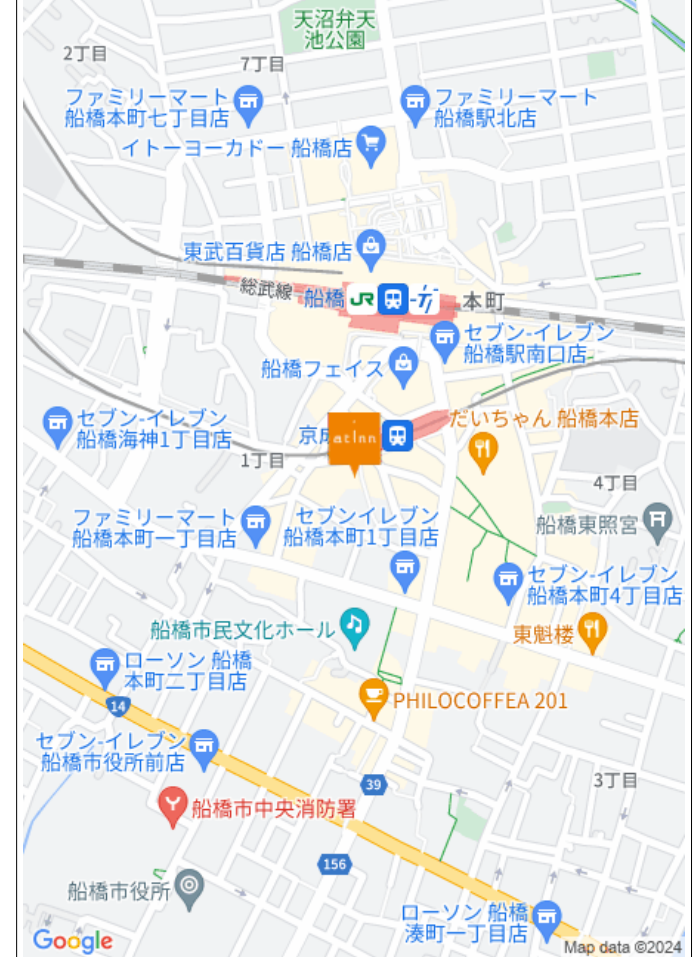 天沼弁天
池公園
2丁目
7丁目
ファミリーマート
船橋本町七丁目店
ファミリーマート
船橋駅北店
イトーヨーカドー 船橋店
東武百貨店 船橋店
総武線
船橋
JR
本町
セブン-イレブン
船橋駅南口店
船橋フェイス
セブン-イレブン
船橋海神1丁目店
京成
atinn
だいちゃん 船橋本店
1丁目
4丁目
ファミリーマート
船橋本町一丁目店
セブンイレブン
船橋本町1丁目店
船橋東照宮
セブン-イレブン
船橋本町4丁目店
船橋市民文化ホール
東魁楼
ローソン 船橋
本町二丁目店
14
PHILOCOFFEA 201
セブン-イレブン
船橋市役所前店
39
3丁目
船橋市中央消防署
156
船橋市役所
ローソン 船橋
湊町一丁目店
Google
Map data ©2024